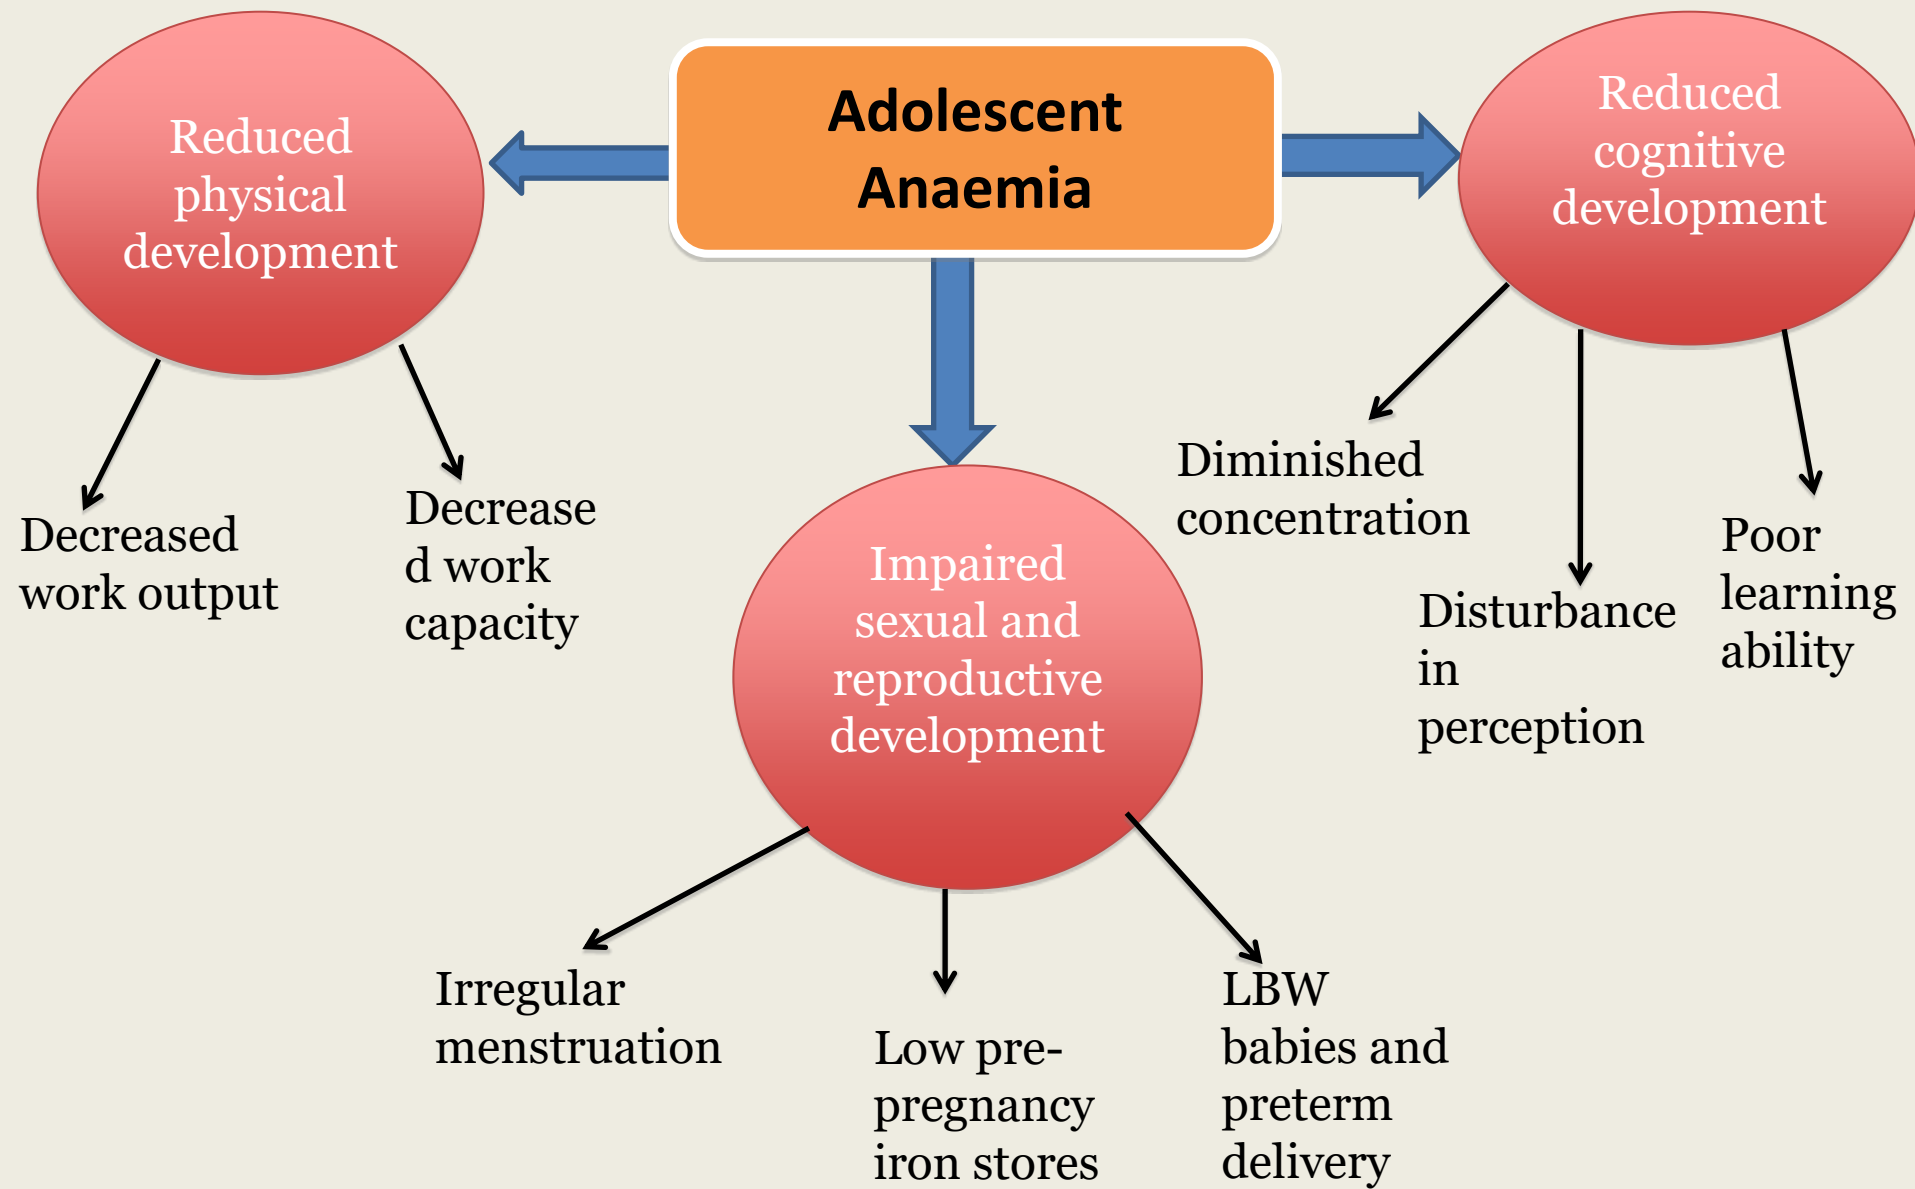 Adolescent
Anaemia
Reduced
physical
development
Decreased
work output
Decrease
d work
capacity
Impaired
sexual and
reproductive
development
Irregular
menstruation
Low pre-
pregnancy
iron stores
LBW
babies and
preterm
delivery
Reduced
cognitive
development
Diminished
concentration
Disturbance
in
perception
Poor
learning
ability